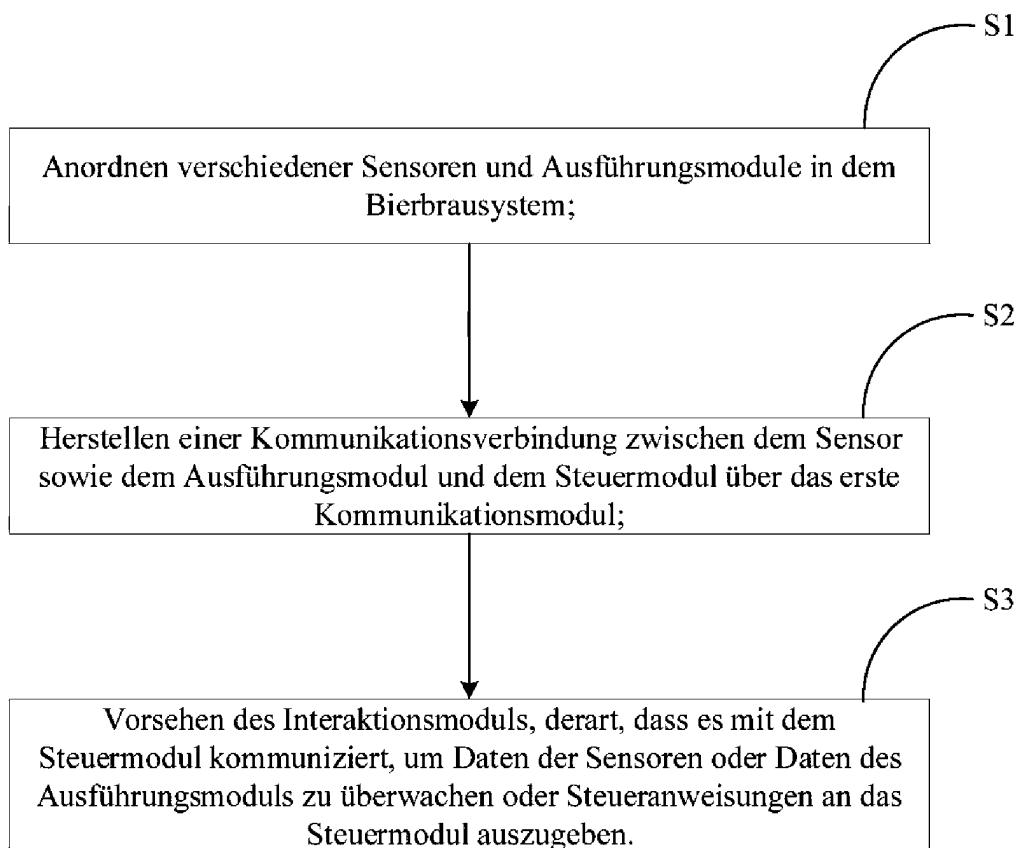 S1
Anordnen verschiedener Sensoren und Ausführungsmodule in dem
Bierbrausystem;
S2
Herstellen einer Kommunikationsverbindung zwischen dem Sensor
sowie dem Ausführungsmodul und dem Steuermodul über das erste
Kommunikationsmodul;
S3
Vorsehen des Interaktionsmoduls, derart, dass es mit dem
Steuermodul kommuniziert, um Daten der Sensoren oder Daten des
Ausführungsmoduls zu überwachen oder Steueranweisungen an das
Steuermodul auszugeben.